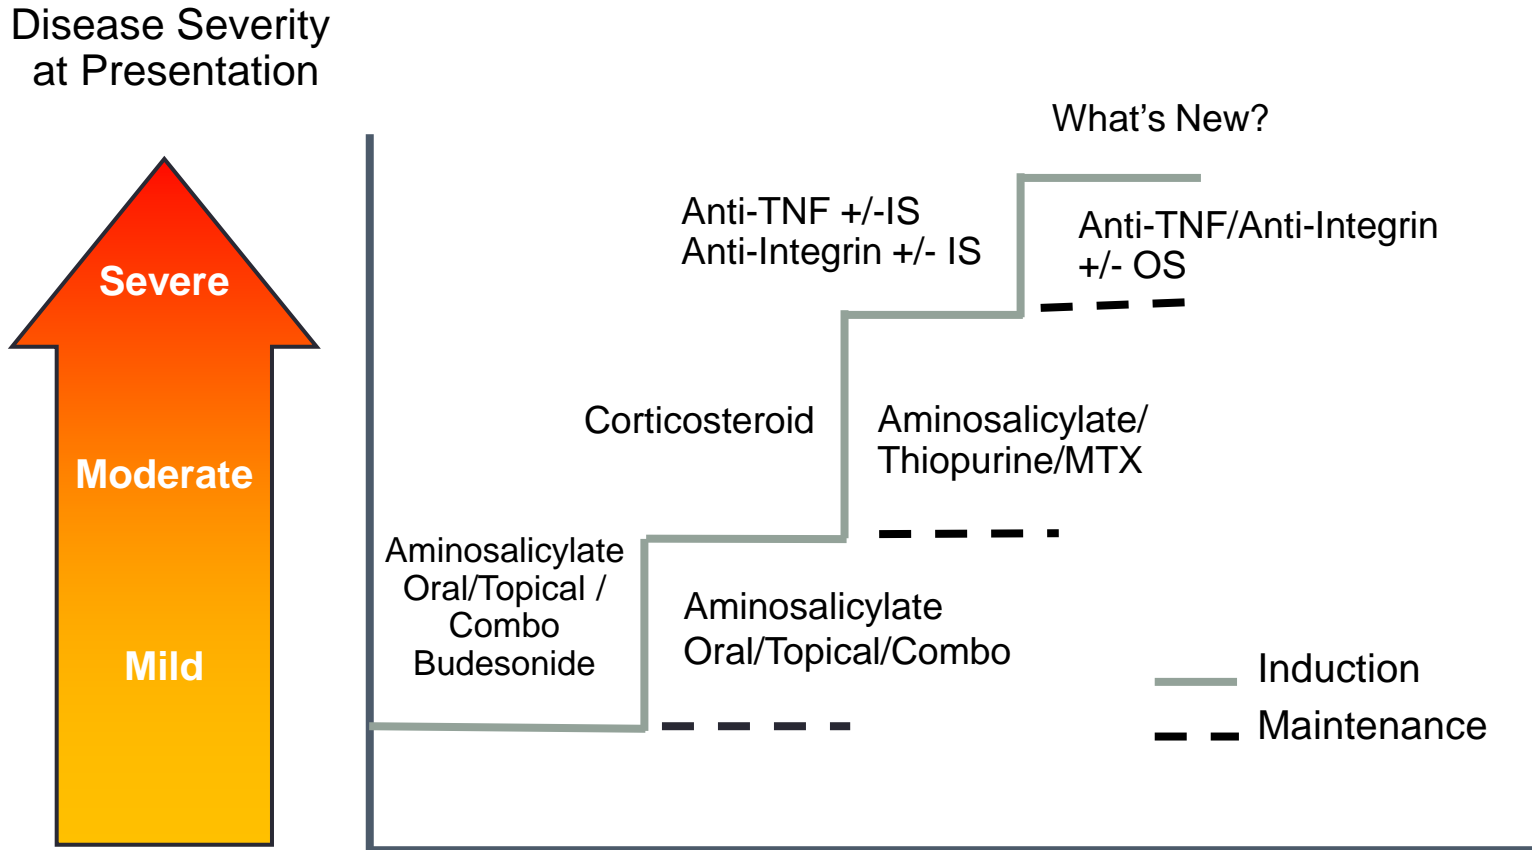 Disease Severity
at Presentation
What's New?
Anti-TNF +/-IS
Anti-Integrin +/- IS
Anti-TNF/Anti-Integrin
+/- OS
Severe
Corticosteroid
Aminosalicylate/
Thiopurine/MTX
Moderate
Aminosalicylate
Oral/Topical /
Combo
Budesonide
Aminosalicylate
Oral/Topical/Combo
Mild
Induction
Maintenance